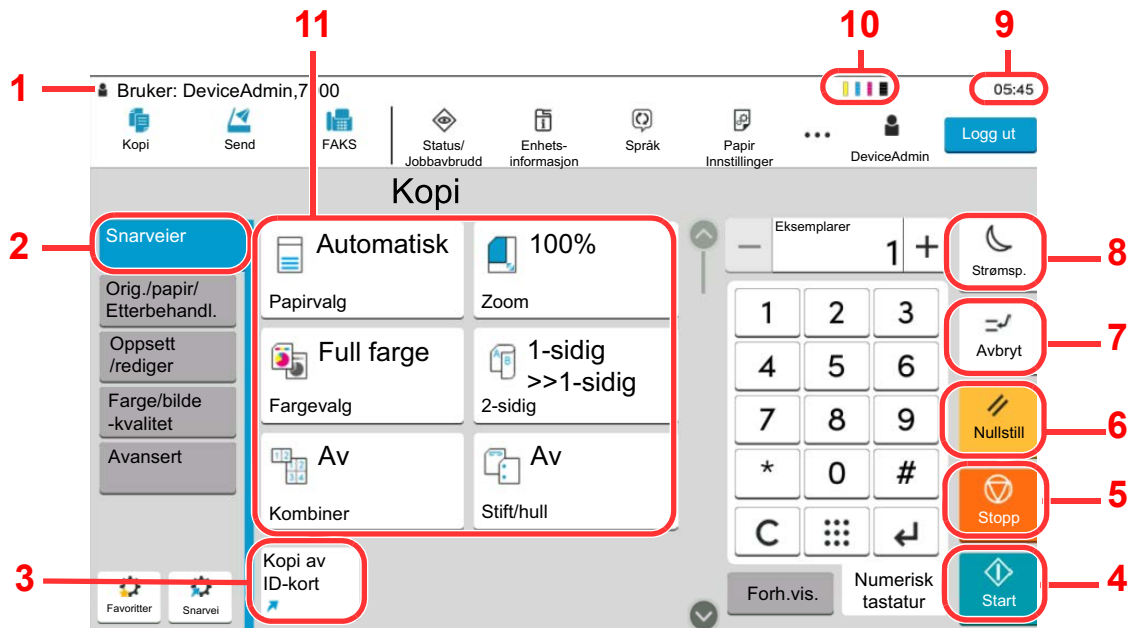 11
10
9
1
Bruker: DeviceAdmin,7 00
05:45
Kopi
Send
FAKS
Status/
Jobbavbrudd
Enhets-
informasjon
Språk
Papir
Innstillinger
...
DeviceAdmin
Logg ut
Kopi
2
Snarveier
Orig./papir/
Etterbehandl.
Oppsett
/rediger
Farge/bilde
-kvalitet
Avansert
Automatisk
Papirvalg
100%
Zoom
Full farge
Fargevalg
1-sidig
>>1-sidig
2-sidig
Av
Kombiner
Av
Stift/hull
Eksemplarer
— 1 +
1 2 3
4 5 6
7 8 9
* 0 #
C
Strømsp.
8
Avbryt
7
Nullstill
6
Stopp
5
Start
4
3
Kopi av
ID-kort
Favoritter
Snarvei
Forh.vis.
Numerisk
tastatur